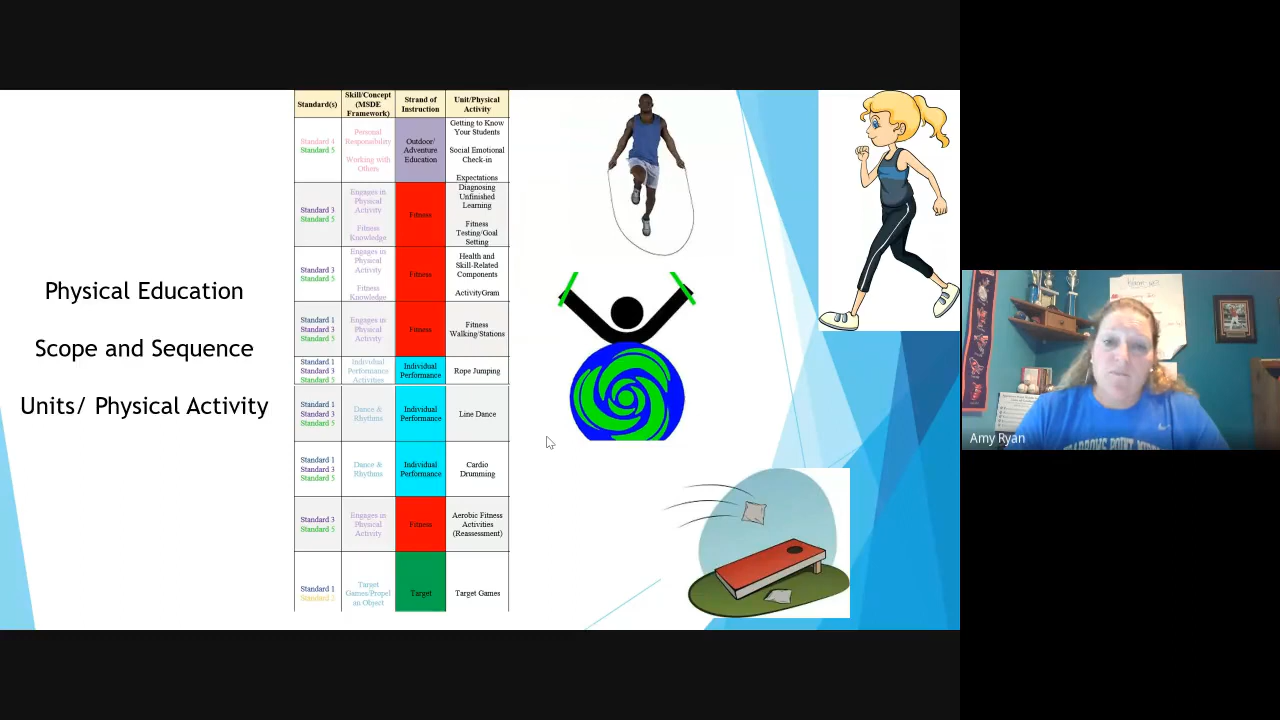 Physical Education
Scope and Sequence
Units/ Physical Activity
Standard(s)
Skill/Concept
(MSDE
Framework)
Strand of
Instruction
Unit/Physical
Activity
Standard 4
Standard 5
Personal
Responsibility
Working with
Others
Outdoor/
Adventure
Education
Getting to Know
Your Students
Social Emotional
Check-in
Expectations
Standard 3
Standard 5
Engages in
Physical
Activity
Fitness
Knowledge
Fitness
Diagnosing
Unfinished
Learning
Fitness
Testing/Goal
Setting
Standard 3
Standard 5
Engages in
Physical
Activity
Fitness
Knowledge
Fitness
Health and
Skill-Related
Components
ActivityGram
Standard 1
Standard 3
Standard 5
Engages in
Physical
Activity
Fitness
Fitness
Walking/Stations
Standard 1
Standard 3
Standard 5
Individual
Performance
Activities
Individual
Performance
Rope Jumping
Standard 1
Standard 3
Standard 5
Dance &
Rhythms
Individual
Performance
Line Dance
Standard 1
Standard 3
Standard 5
Dance &
Rhythms
Individual
Performance
Cardio
Drumming
Standard 3
Standard 5
Engages in
Physical
Activity
Fitness
Aerobic Fitness
Activities
(Reassessment)
Standard 1
Standard 2
Target
Games/Propel
an Object
Target
Target Games
Amy Ryan